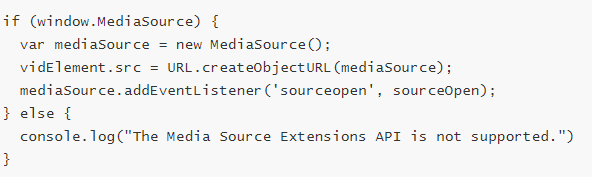 if (window.MediaSource) {
  var mediaSource = new MediaSource();
  vidElement.src = URL.createObjectURL(mediaSource);
  mediaSource.addEventListener('sourceopen', sourceOpen);
} else {
  console.log("The Media Source Extensions API is not supported.")
}